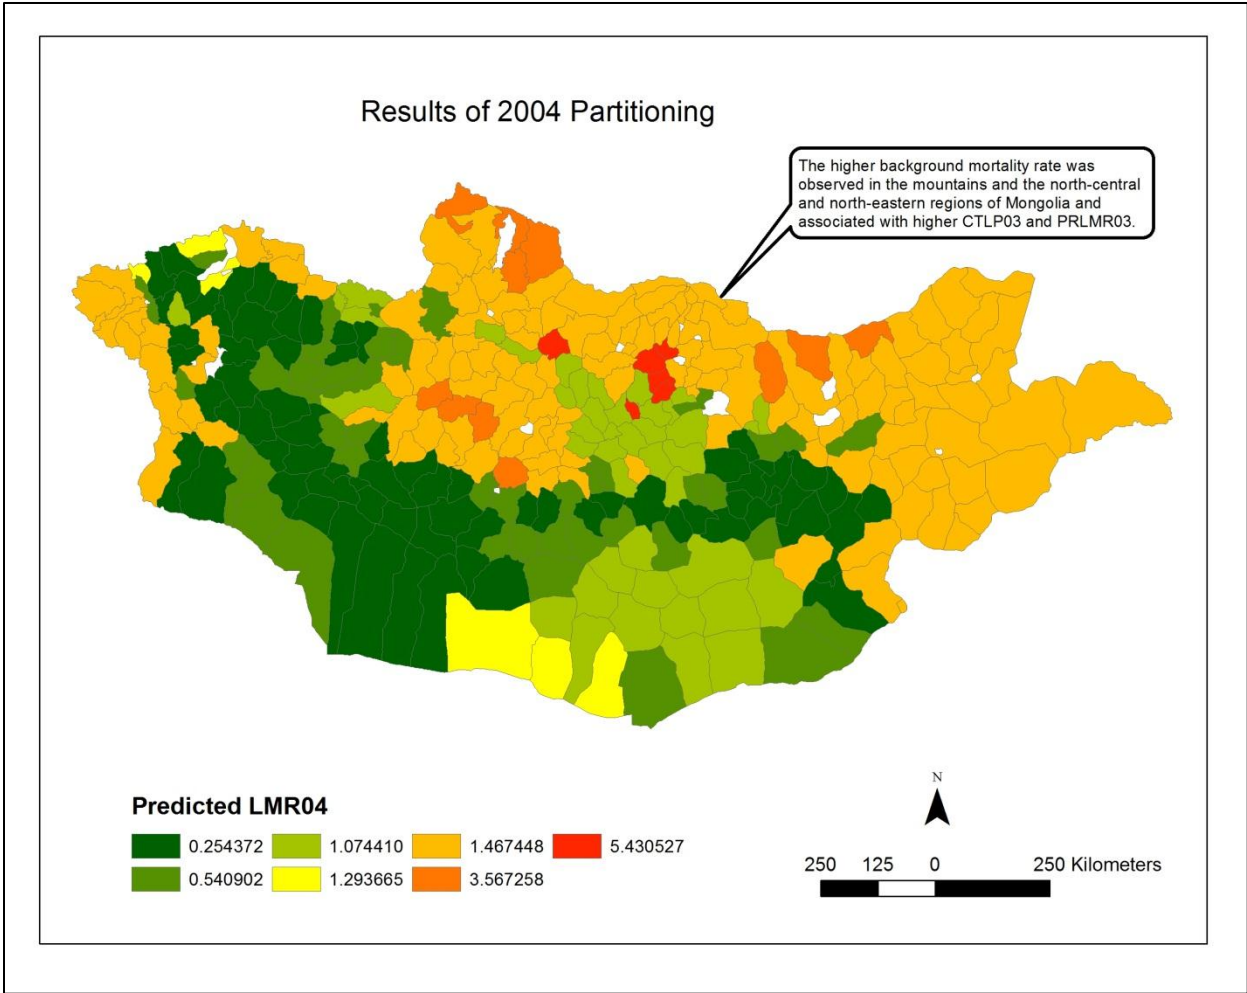 Results of 2004 Partitioning
The higher background mortality rate was
observed in the mountains and the north-central
and north-eastern regions of Mongolia and
associated with higher CTLP03 and PRLMR03.
Predicted LMR04
0.254372 1.074410 1.467448 5.430527
0.540902 1.293665 3.567258
N
250 125 0 250 Kilometers